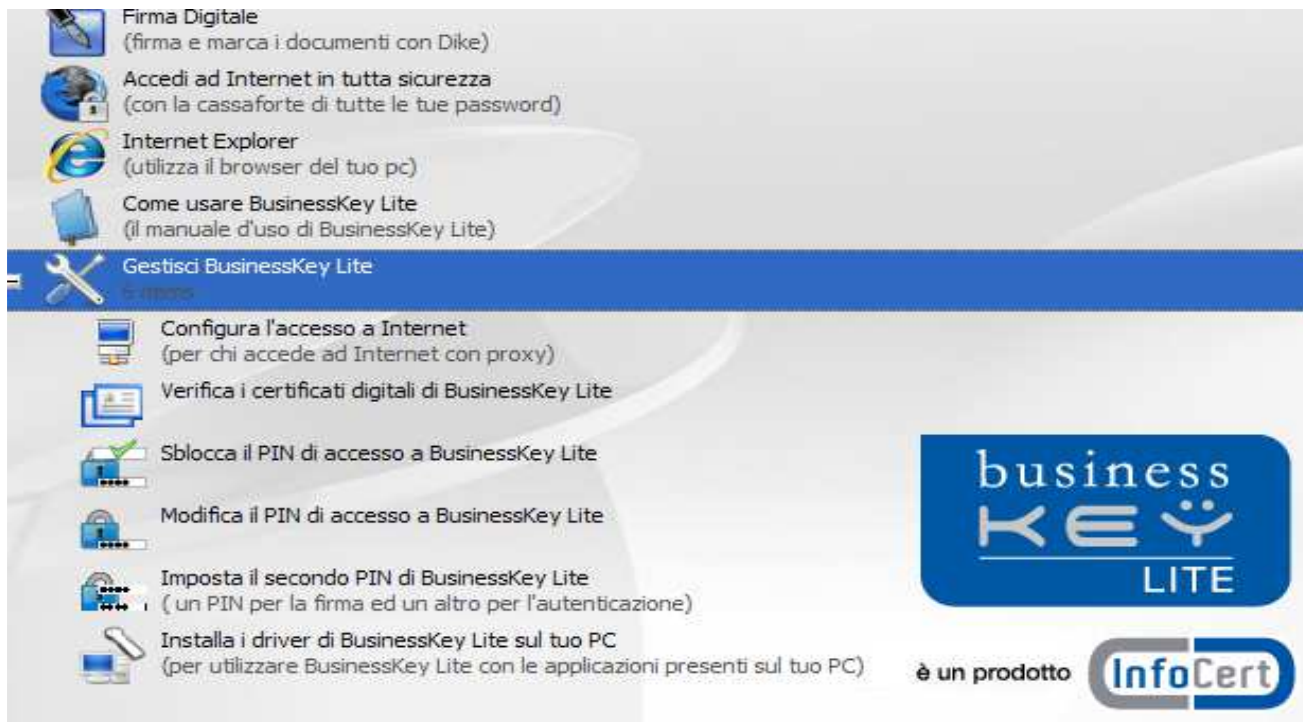 Firma Digitale
(firma e marca i documenti con Dike)
Accedi ad Internet in tutta sicurezza
(con la cassaforte di tutte le tue password)
Internet Explorer
(utilizza il browser del tuo pc)
Come usare BusinessKey Lite
(il manuale d'uso di BusinessKey Lite)
Gestisci BusinessKey Lite
6 items
Configura l'accesso a Internet
(per chi accede ad Internet con proxy)
Verifica i certificati digitali di BusinessKey Lite
Sblocca il PIN di accesso a BusinessKey Lite
Modifica il PIN di accesso a BusinessKey Lite
Imposta il secondo PIN di BusinessKey Lite
( un PIN per la firma ed un altro per l'autenticazione)
Installa i driver di BusinessKey Lite sul tuo PC
(per utilizzare BusinessKey Lite con le applicazioni presenti sul tuo PC)
business
KEY
LITE
è un prodotto
InfoCert